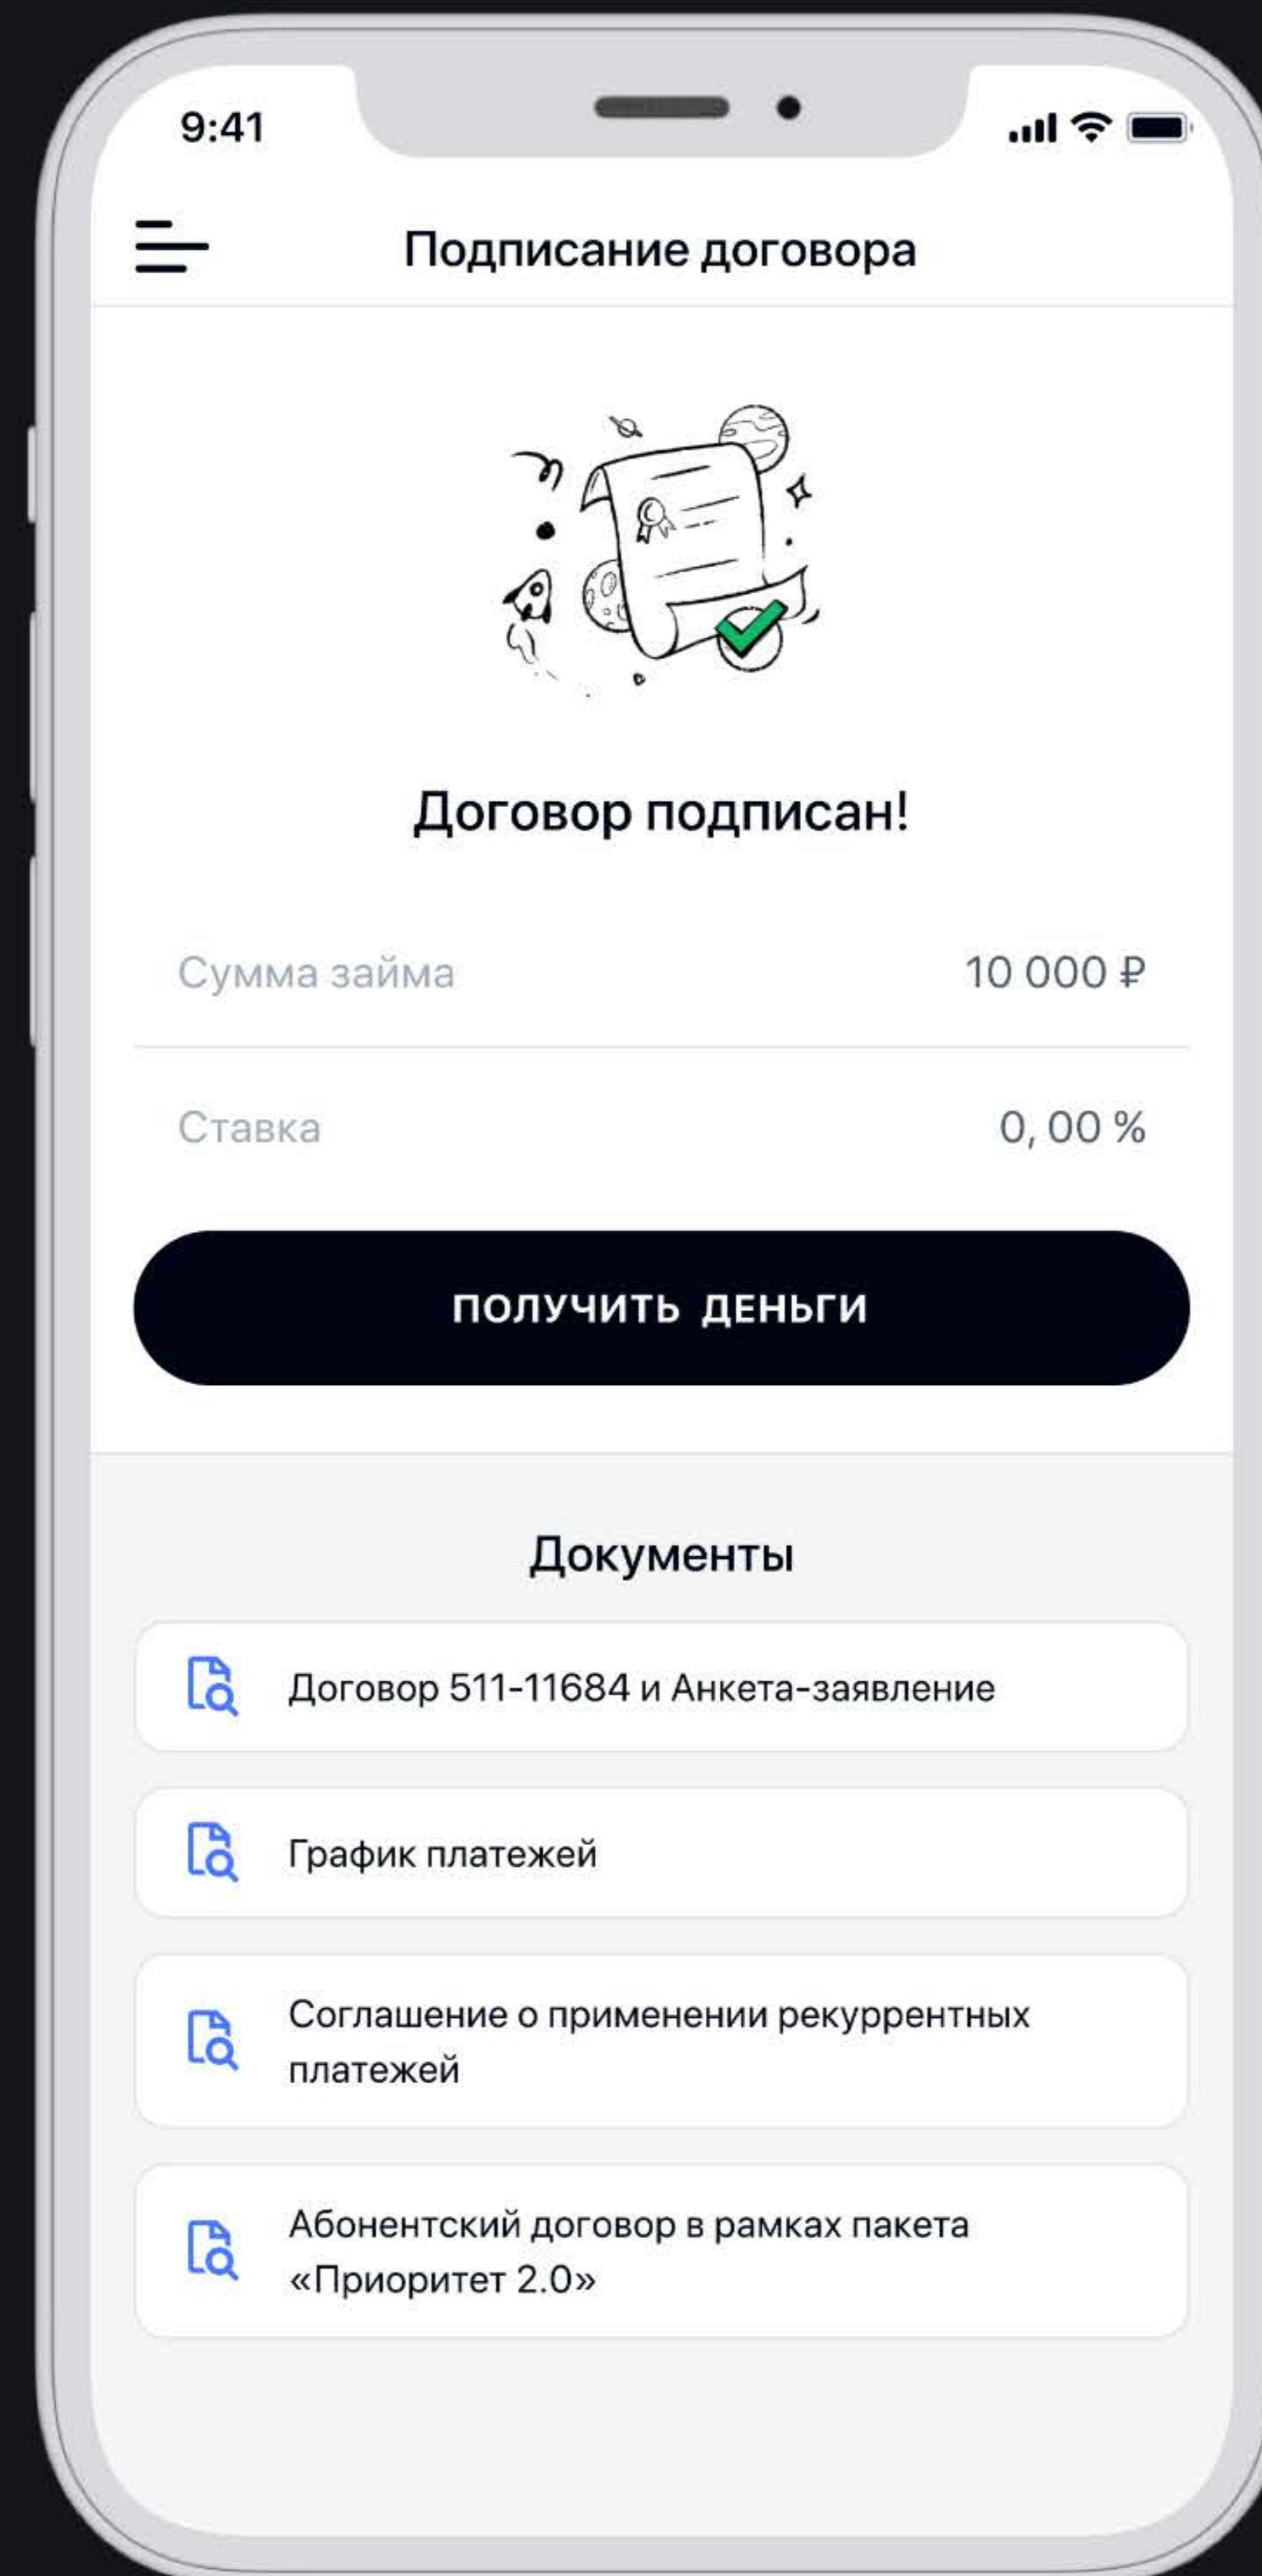 9:41
Подписание договора
Договор подписан!
Сумма займа 10 000 ₽
Ставка 0, 00 %
ПОЛУЧИТЬ ДЕНЬГИ
Документы
Договор 511-11684 и Анкета-заявление
График платежей
Соглашение о применении рекуррентных
платежей
Абонентский договор в рамках пакета
«Приоритет 2.0»